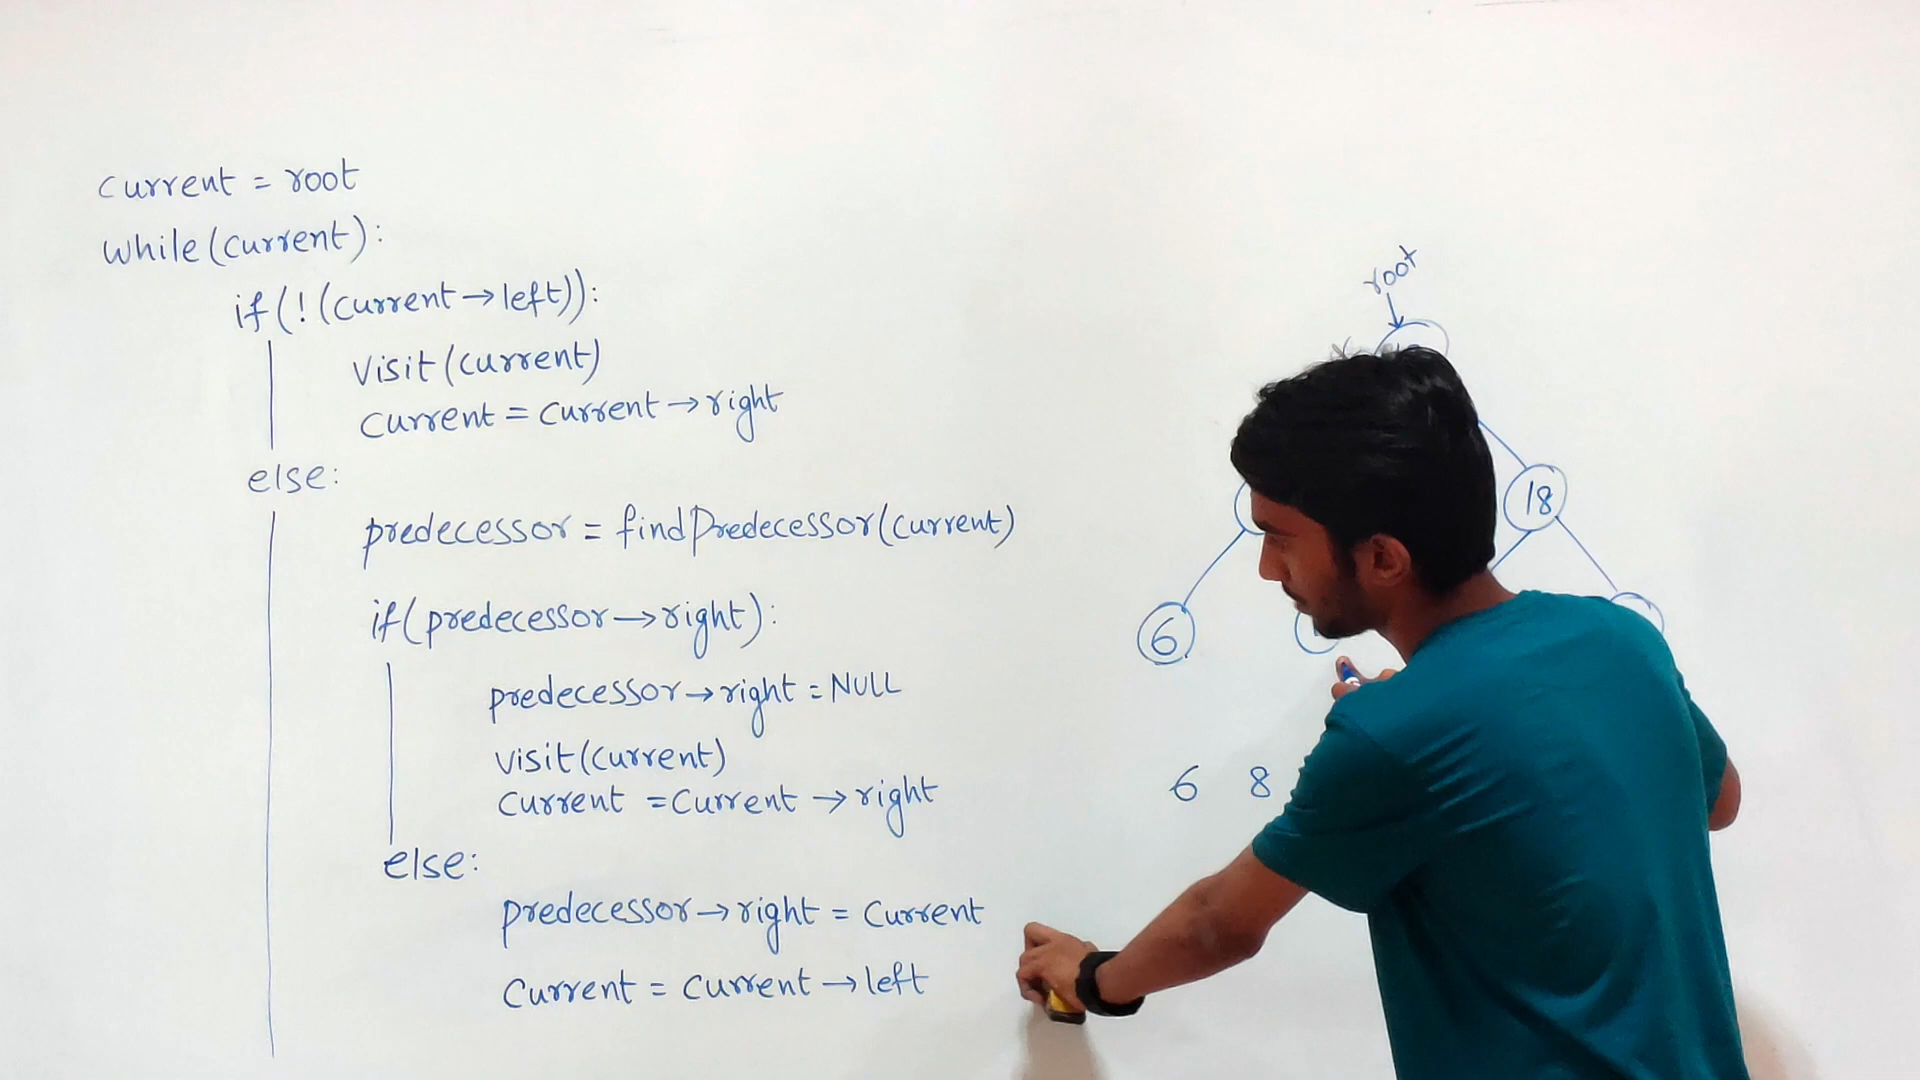 current = root
while(current):
if(!(current→left)):
visit(current)
current = current→right
else:
predecessor = findPredecessor(current)
if(predecessor→right):
predecessor→right = NULL
visit(current)
current = current→right
else:
predecessor→right = current
current = current→left
root
18
6
6 8